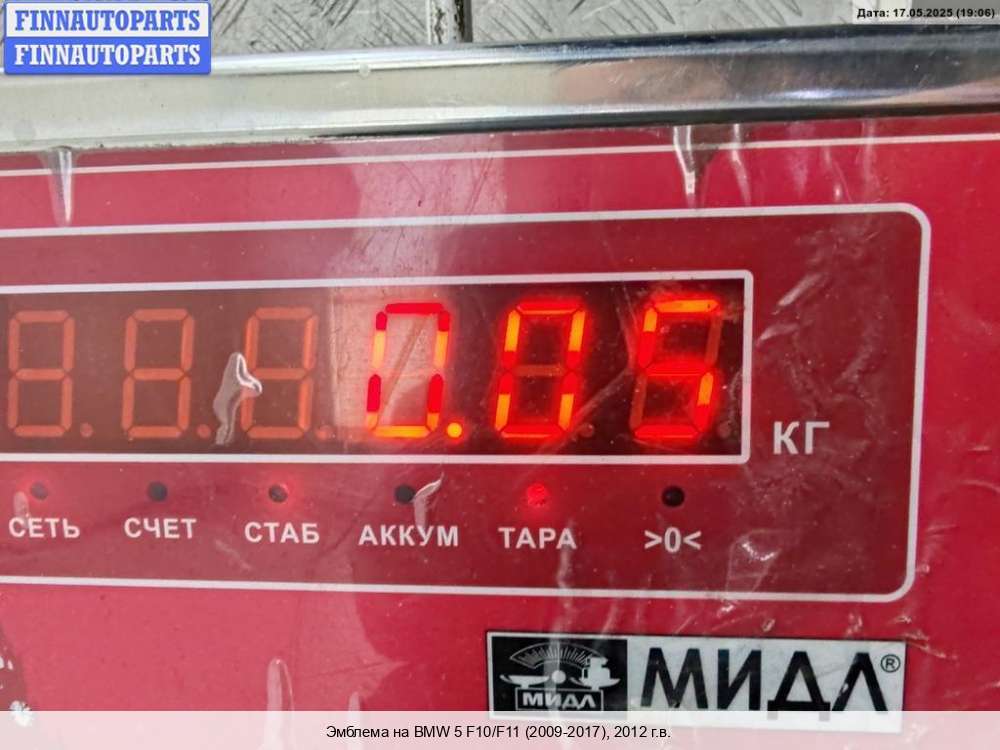 FINNAUTOPARTS
FINNAUTOPARTS
Дата: 17.05.2025 (19:06)
0.05
КГ
СЕТЬ СЧЕТ СТАБ АККУМ ТАРА >0<
МИДЛ
МИДЛ®
Эмблема на BMW 5 F10/F11 (2009-2017), 2012 г.в.